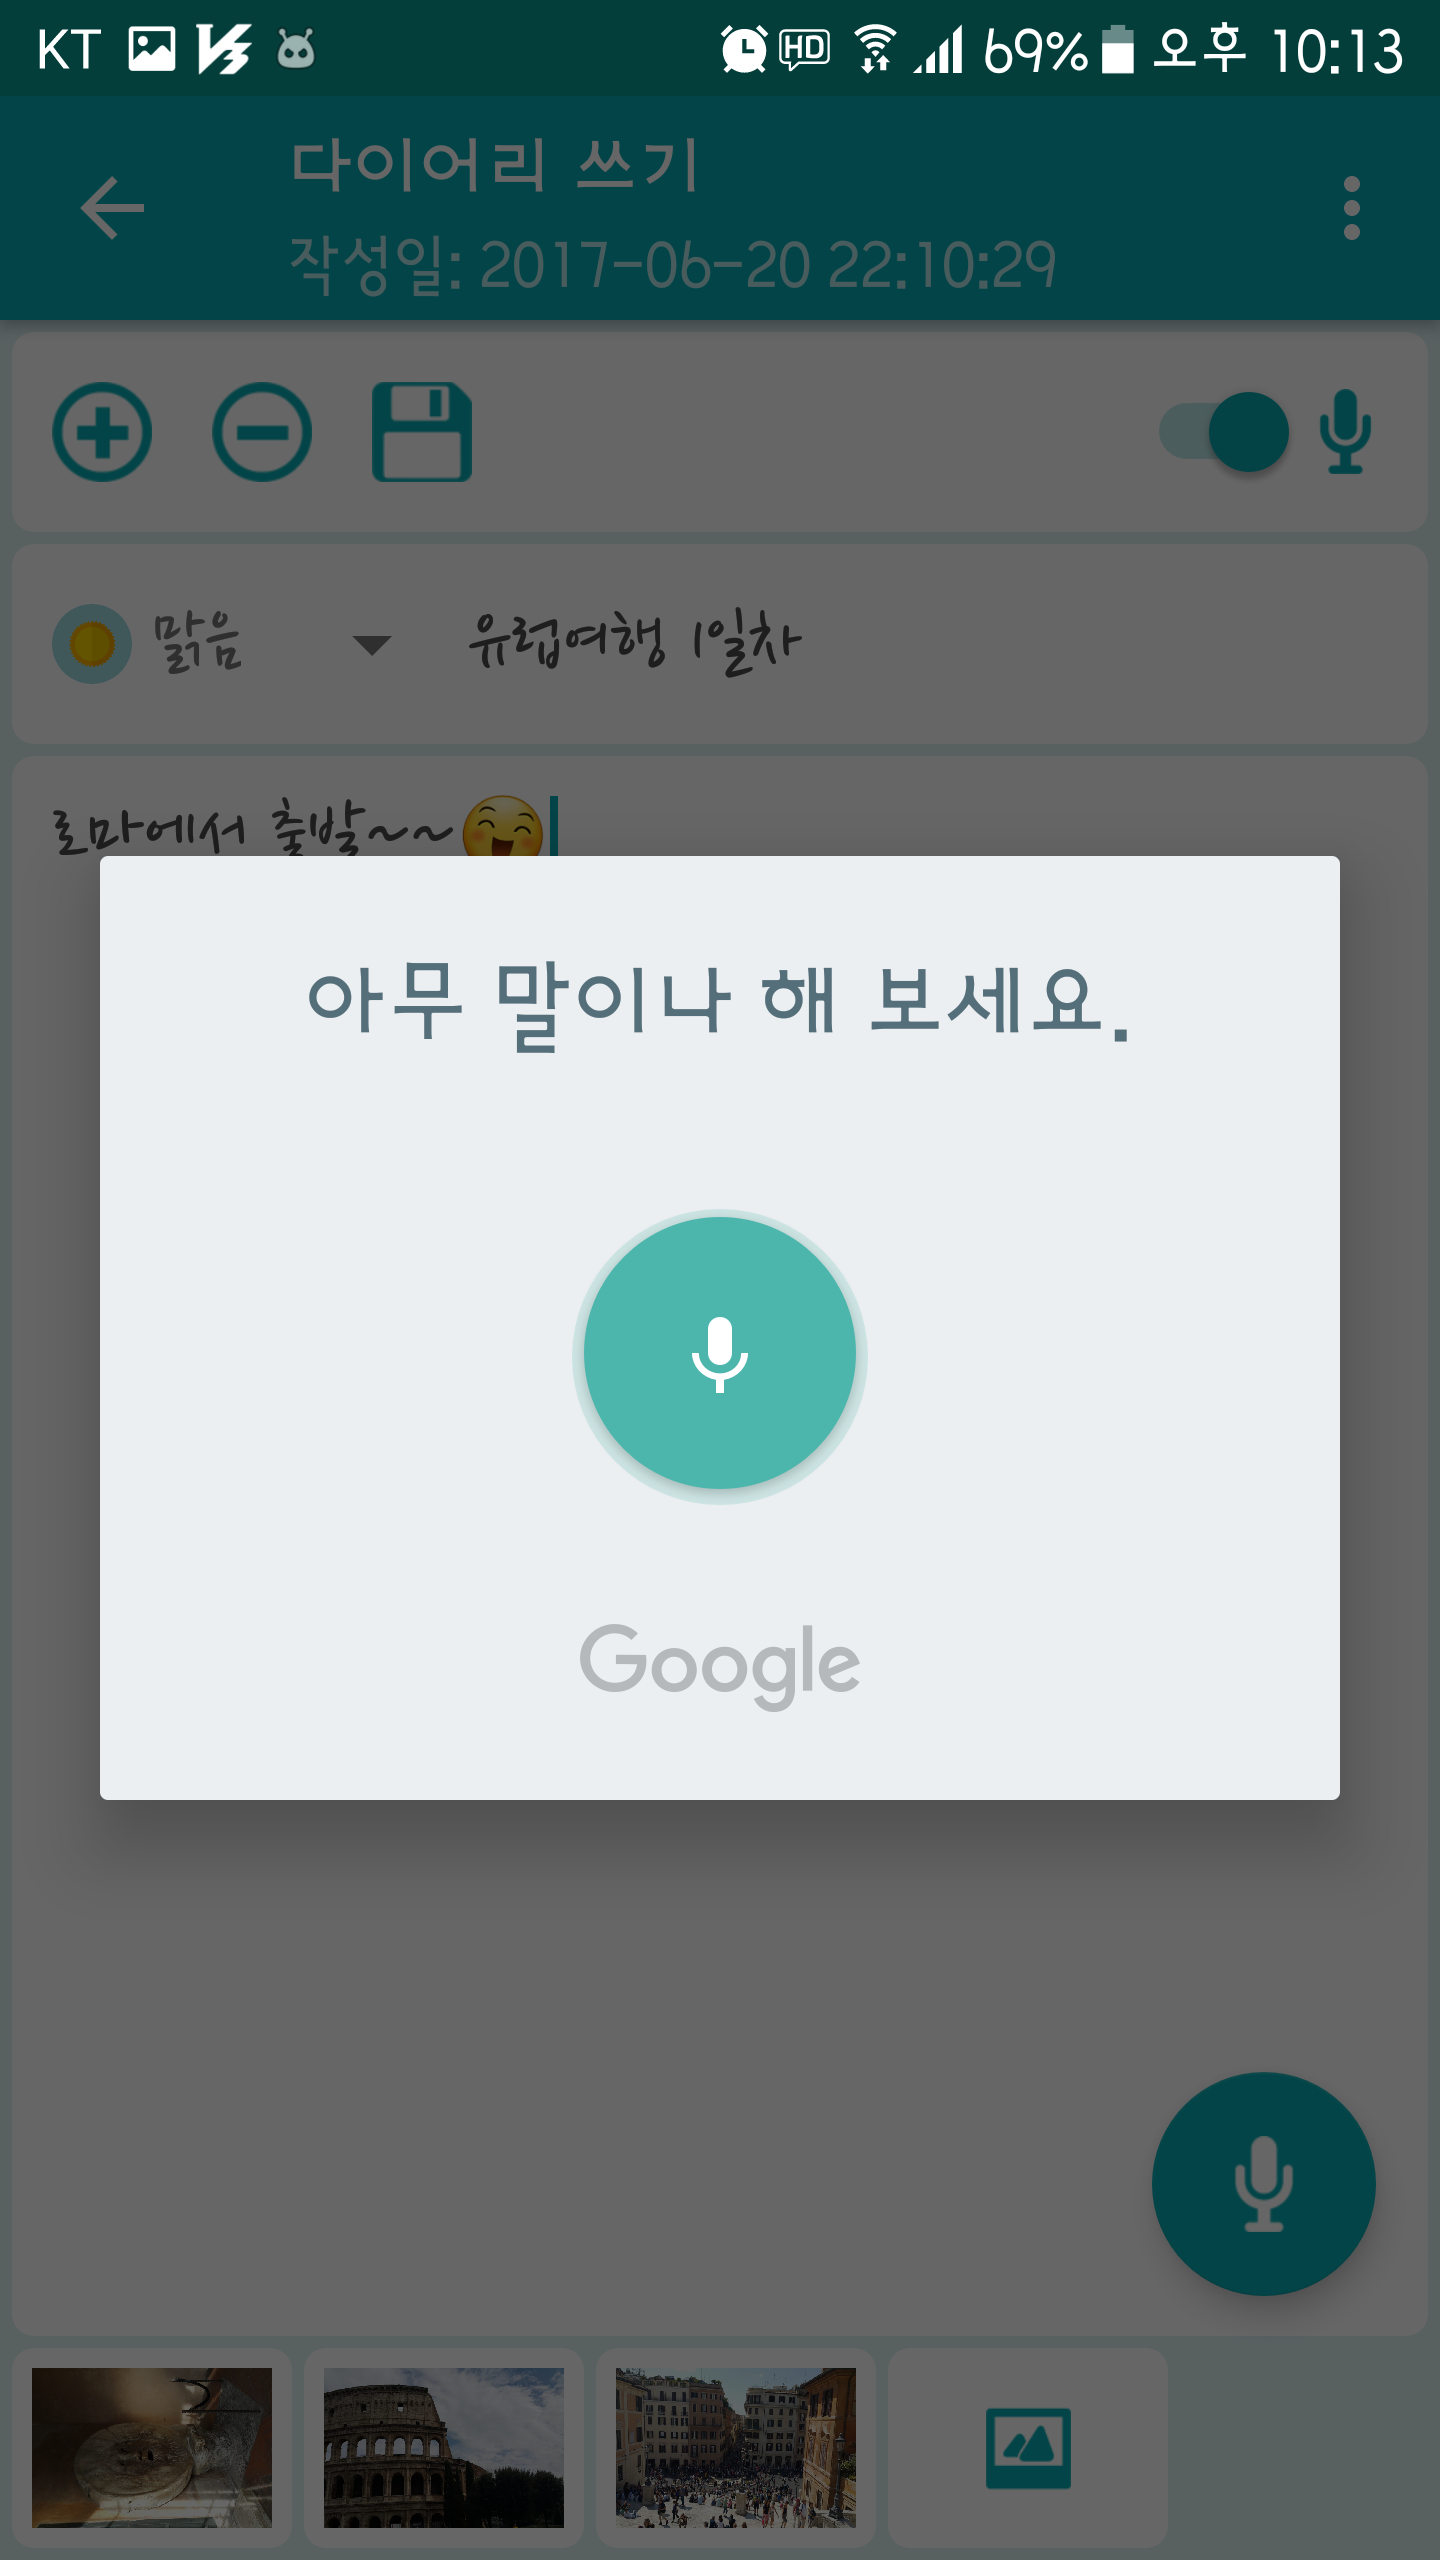 KT HD 69% 오후 10:13
다이어리 쓰기
작성일: 2017-06-20 22:10:29
맑음 유럽여행 1일차
로마에서 출발~~😄
아무 말이나 해 보세요.
Google